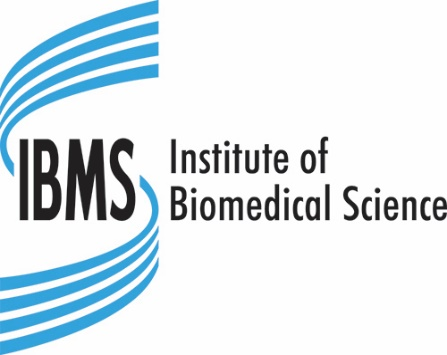 IBMS
Institute of
Biomedical Science